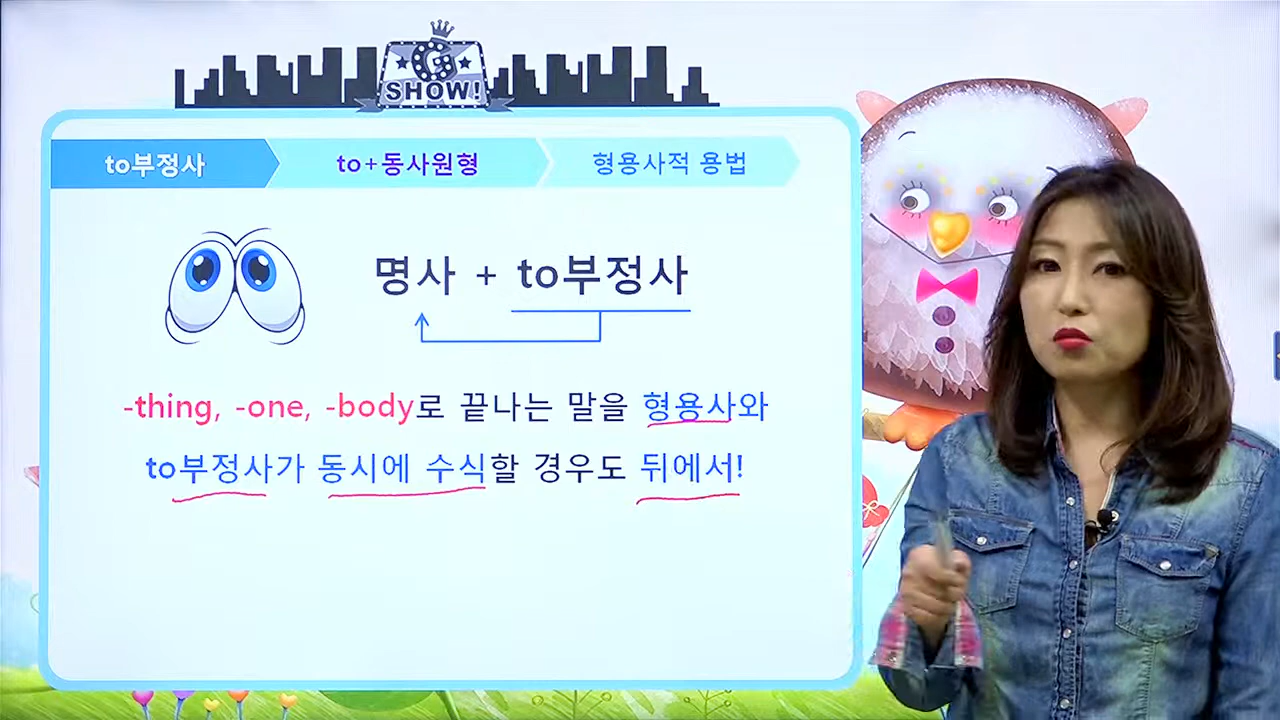 G
SHOW!
to부정사
to+동사원형
형용사적 용법
명사 + to부정사
-thing, -one, -body로 끝나는 말을 형용사와
to부정사가 동시에 수식할 경우도 뒤에서!